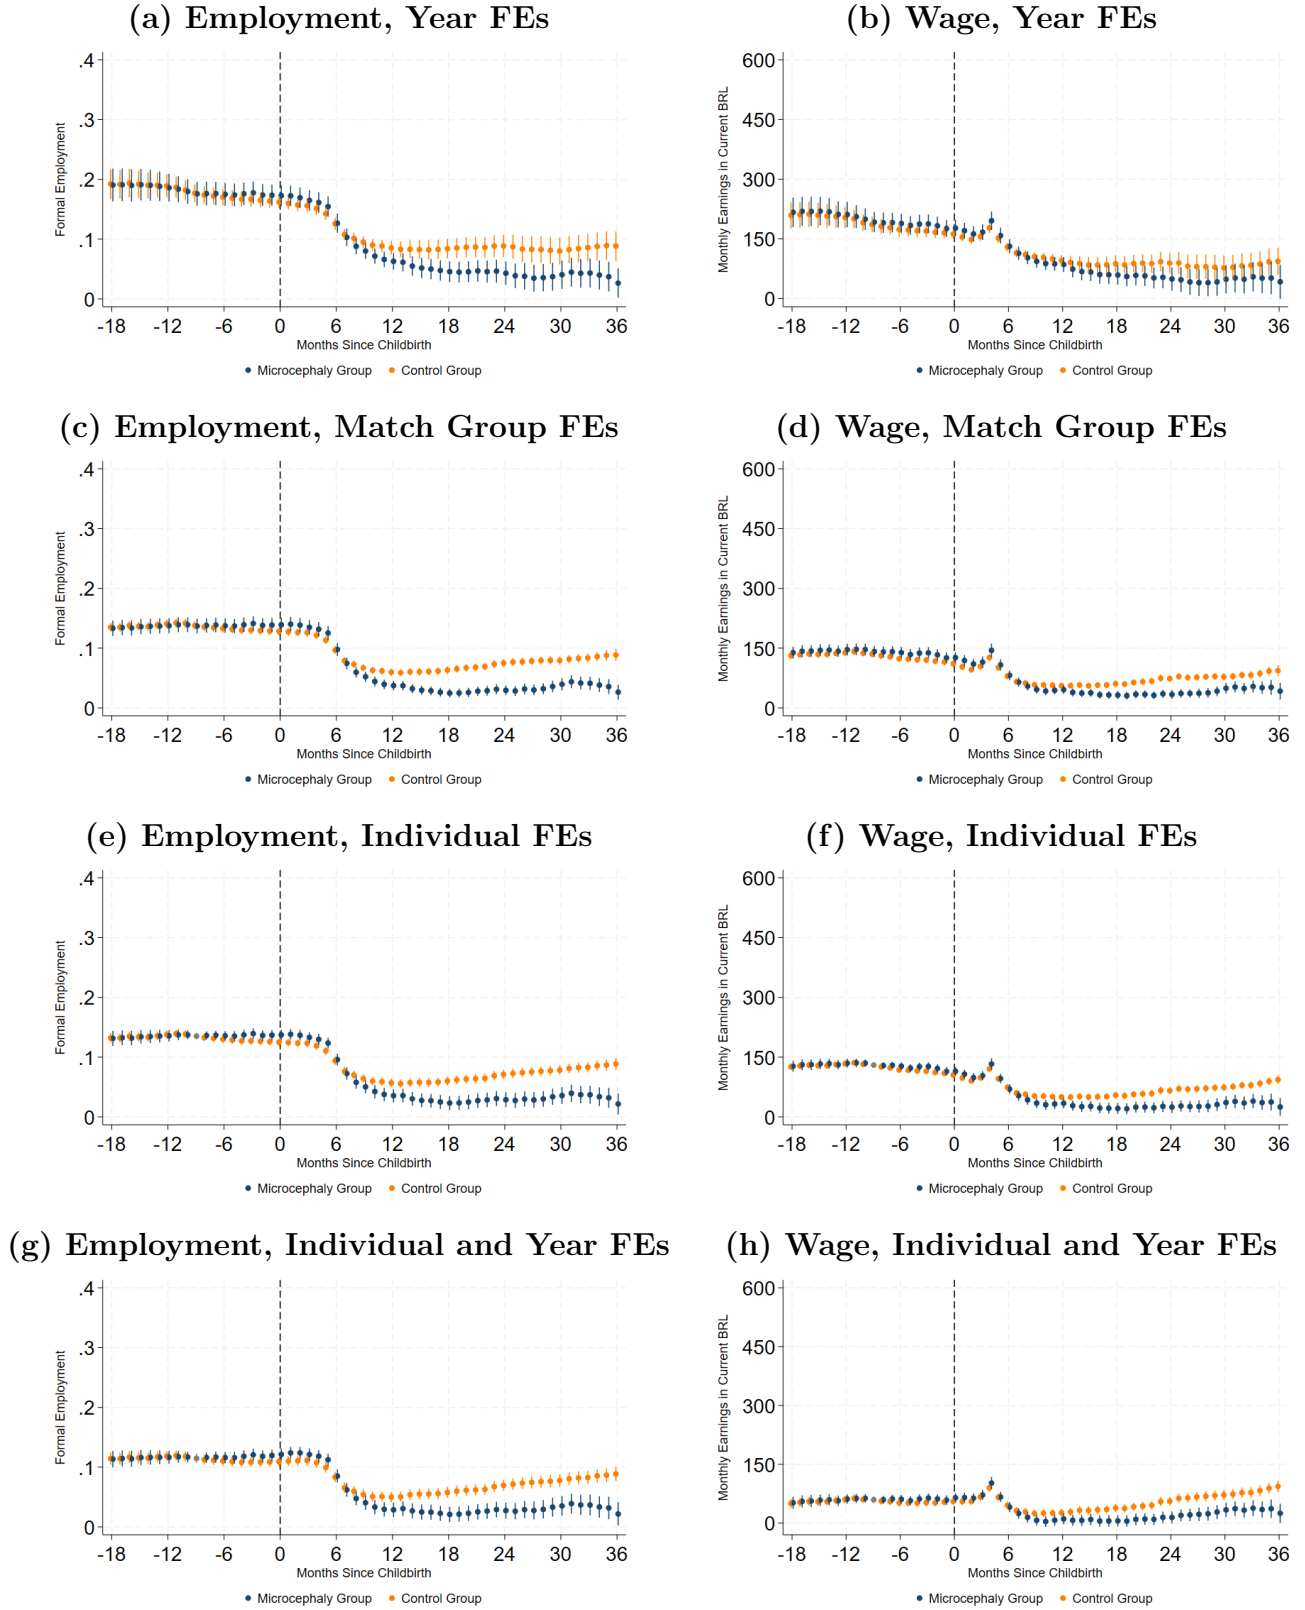 (a) Employment, Year FEs
Formal Employment
.4
.3
.2
.1
0
-18 -12 -6 0 6 12 18 24 30 36
Months Since Childbirth
Microcephaly Group Control Group
(b) Wage, Year FEs
Monthly Earnings in Current BRL
600
450
300
150
0
-18 -12 -6 0 6 12 18 24 30 36
Months Since Childbirth
Microcephaly Group Control Group
(c) Employment, Match Group FEs
Formal Employment
.4
.3
.2
.1
0
-18 -12 -6 0 6 12 18 24 30 36
Months Since Childbirth
Microcephaly Group Control Group
(d) Wage, Match Group FEs
Monthly Earnings in Current BRL
600
450
300
150
0
-18 -12 -6 0 6 12 18 24 30 36
Months Since Childbirth
Microcephaly Group Control Group
(e) Employment, Individual FEs
Formal Employment
.4
.3
.2
.1
0
-18 -12 -6 0 6 12 18 24 30 36
Months Since Childbirth
Microcephaly Group Control Group
(f) Wage, Individual FEs
Monthly Earnings in Current BRL
600
450
300
150
0
-18 -12 -6 0 6 12 18 24 30 36
Months Since Childbirth
Microcephaly Group Control Group
(g) Employment, Individual and Year FEs
Formal Employment
.4
.3
.2
.1
0
-18 -12 -6 0 6 12 18 24 30 36
Months Since Childbirth
Microcephaly Group Control Group
(h) Wage, Individual and Year FEs
Monthly Earnings in Current BRL
600
450
300
150
0
-18 -12 -6 0 6 12 18 24 30 36
Months Since Childbirth
Microcephaly Group Control Group